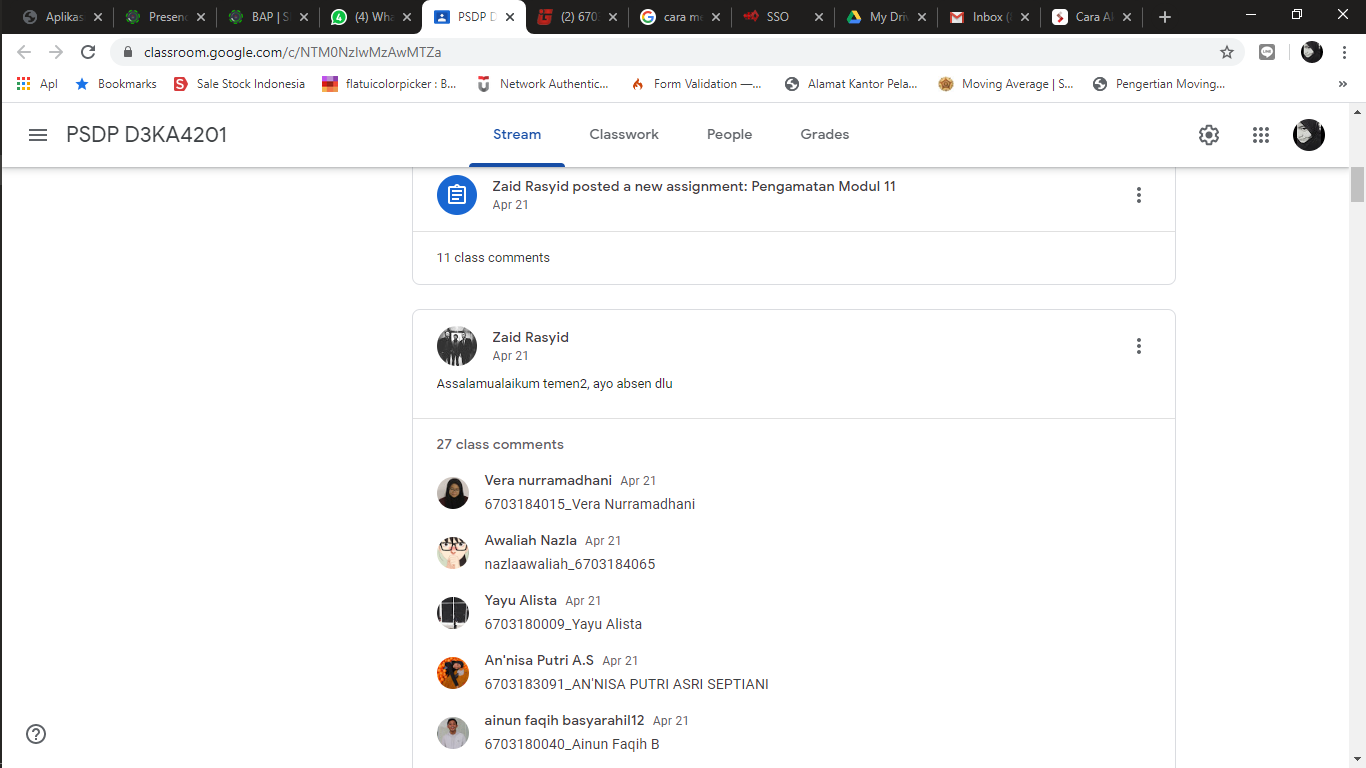 Aplikas
Presenc
BAP | S
(4) Wha
PSDP D
(2) 670
cara me
SSO
My Driv
Inbox (
Cara Al
classroom.google.com/c/NTM0NzIwMzAwMTZa
Apl
Bookmarks
Sale Stock Indonesia
flatuicolorpicker : B...
Network Authentic...
Form Validation —...
Alamat Kantor Pela...
Moving Average | S...
Pengertian Moving...
»
PSDP D3KA4201
Stream
Classwork
People
Grades
Zaid Rasyid posted a new assignment: Pengamatan Modul 11
Apr 21
11 class comments
Zaid Rasyid
Apr 21
Assalamualaikum temen2, ayo absen dlu
27 class comments
Vera nurramadhani Apr 21
6703184015_Vera Nurramadhani
Awaliah Nazla Apr 21
nazlaawaliah_6703184065
Yayu Alista Apr 21
6703180009_Yayu Alista
An'nisa Putri A.S Apr 21
6703183091_AN'NISA PUTRI ASRI SEPTIANI
ainun faqih basyarahil12 Apr 21
6703180040_Ainun Faqih B